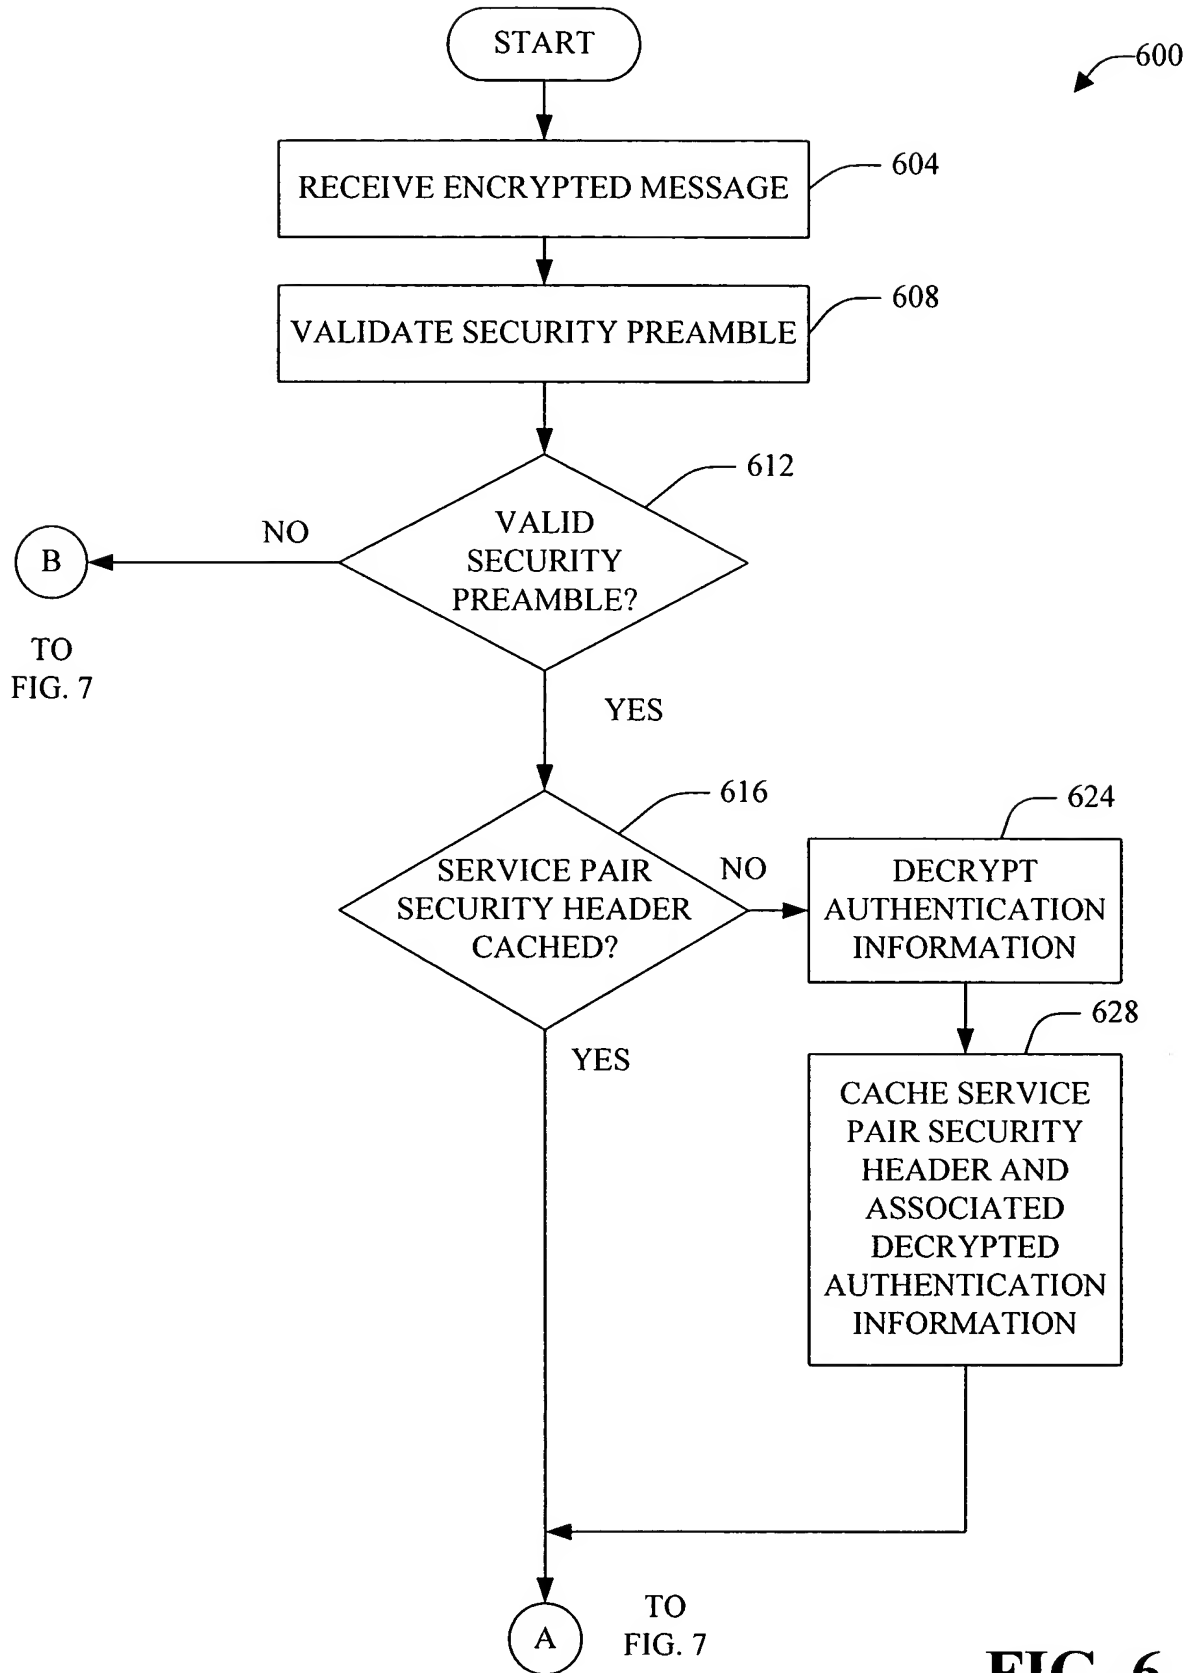 START
600
RECEIVE ENCRYPTED MESSAGE
604
VALIDATE SECURITY PREAMBLE
608
612
VALID
SECURITY
PREAMBLE?
NO
B
TO
FIG. 7
YES
616
SERVICE PAIR
SECURITY HEADER
CACHED?
NO
624
DECRYPT
AUTHENTICATION
INFORMATION
628
CACHE SERVICE
PAIR SECURITY
HEADER AND
ASSOCIATED
DECRYPTED
AUTHENTICATION
INFORMATION
YES
A
TO
FIG. 7
FIG. 6